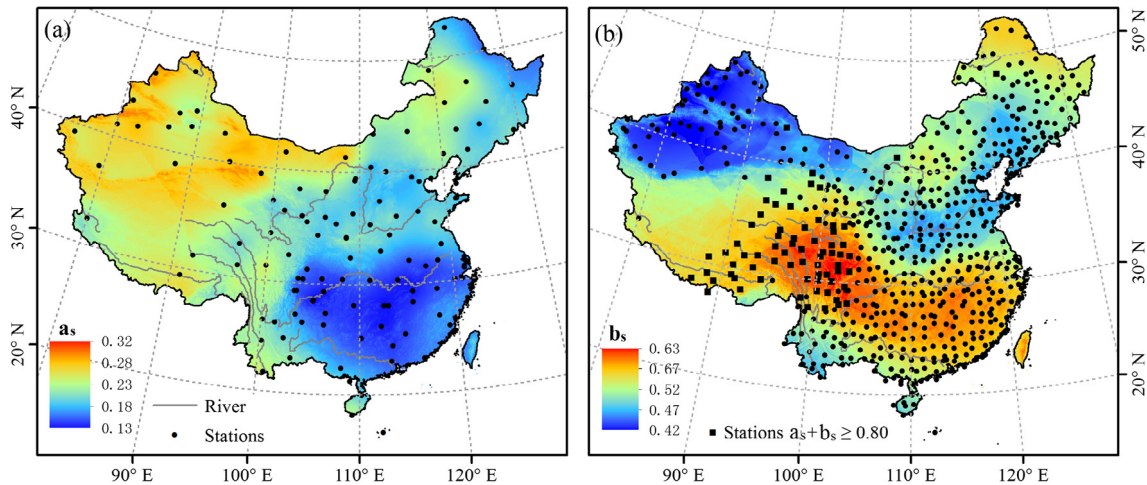 (a)
40° N
30° N
20° N
aₛ
0. 32
0. 28
0. 23
0. 18
0. 13
River
Stations
90° E
100° E
110° E
120° E
(b)
50° N
40° N
30° N
20° N
bₛ
0. 63
0. 67
0. 52
0. 47
0. 42
Stations aₛ+bₛ ≥ 0.80
90° E
100° E
110° E
120° E